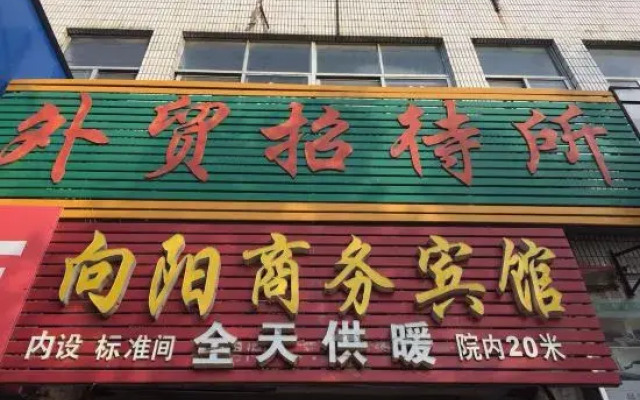 外贸招待所
向阳商务宾馆
内设 标准间 全天供暖 院内20米